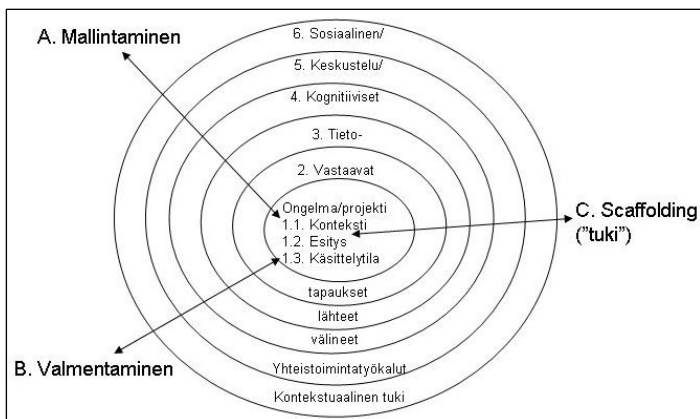 A. Mallintaminen
6. Sosiaalinen/
5. Keskustelu/
4. Kognitiiviset
3. Tieto-
2. Vastaavat
Ongelma/projekti
1.1. Konteksti
1.2. Esitys
1.3. Käsittelytila
C. Scaffolding
("tuki")
tapaukset
lähteet
välineet
B. Valmentaminen
Yhteistoimintatyökalut
Kontekstuaalinen tuki